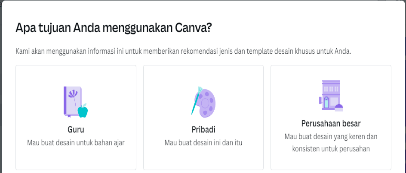 Apa tujuan Anda menggunakan Canva?
Kami akan menggunakan informasi ini untuk memberikan rekomendasi jenis dan template desain khusus untuk Anda.
Guru
Mau buat desain untuk bahan ajar
Pribadi
Mau buat desain ini dan itu
Perusahaan besar
Mau buat desain yang keren dan
konsisten untuk perusahan